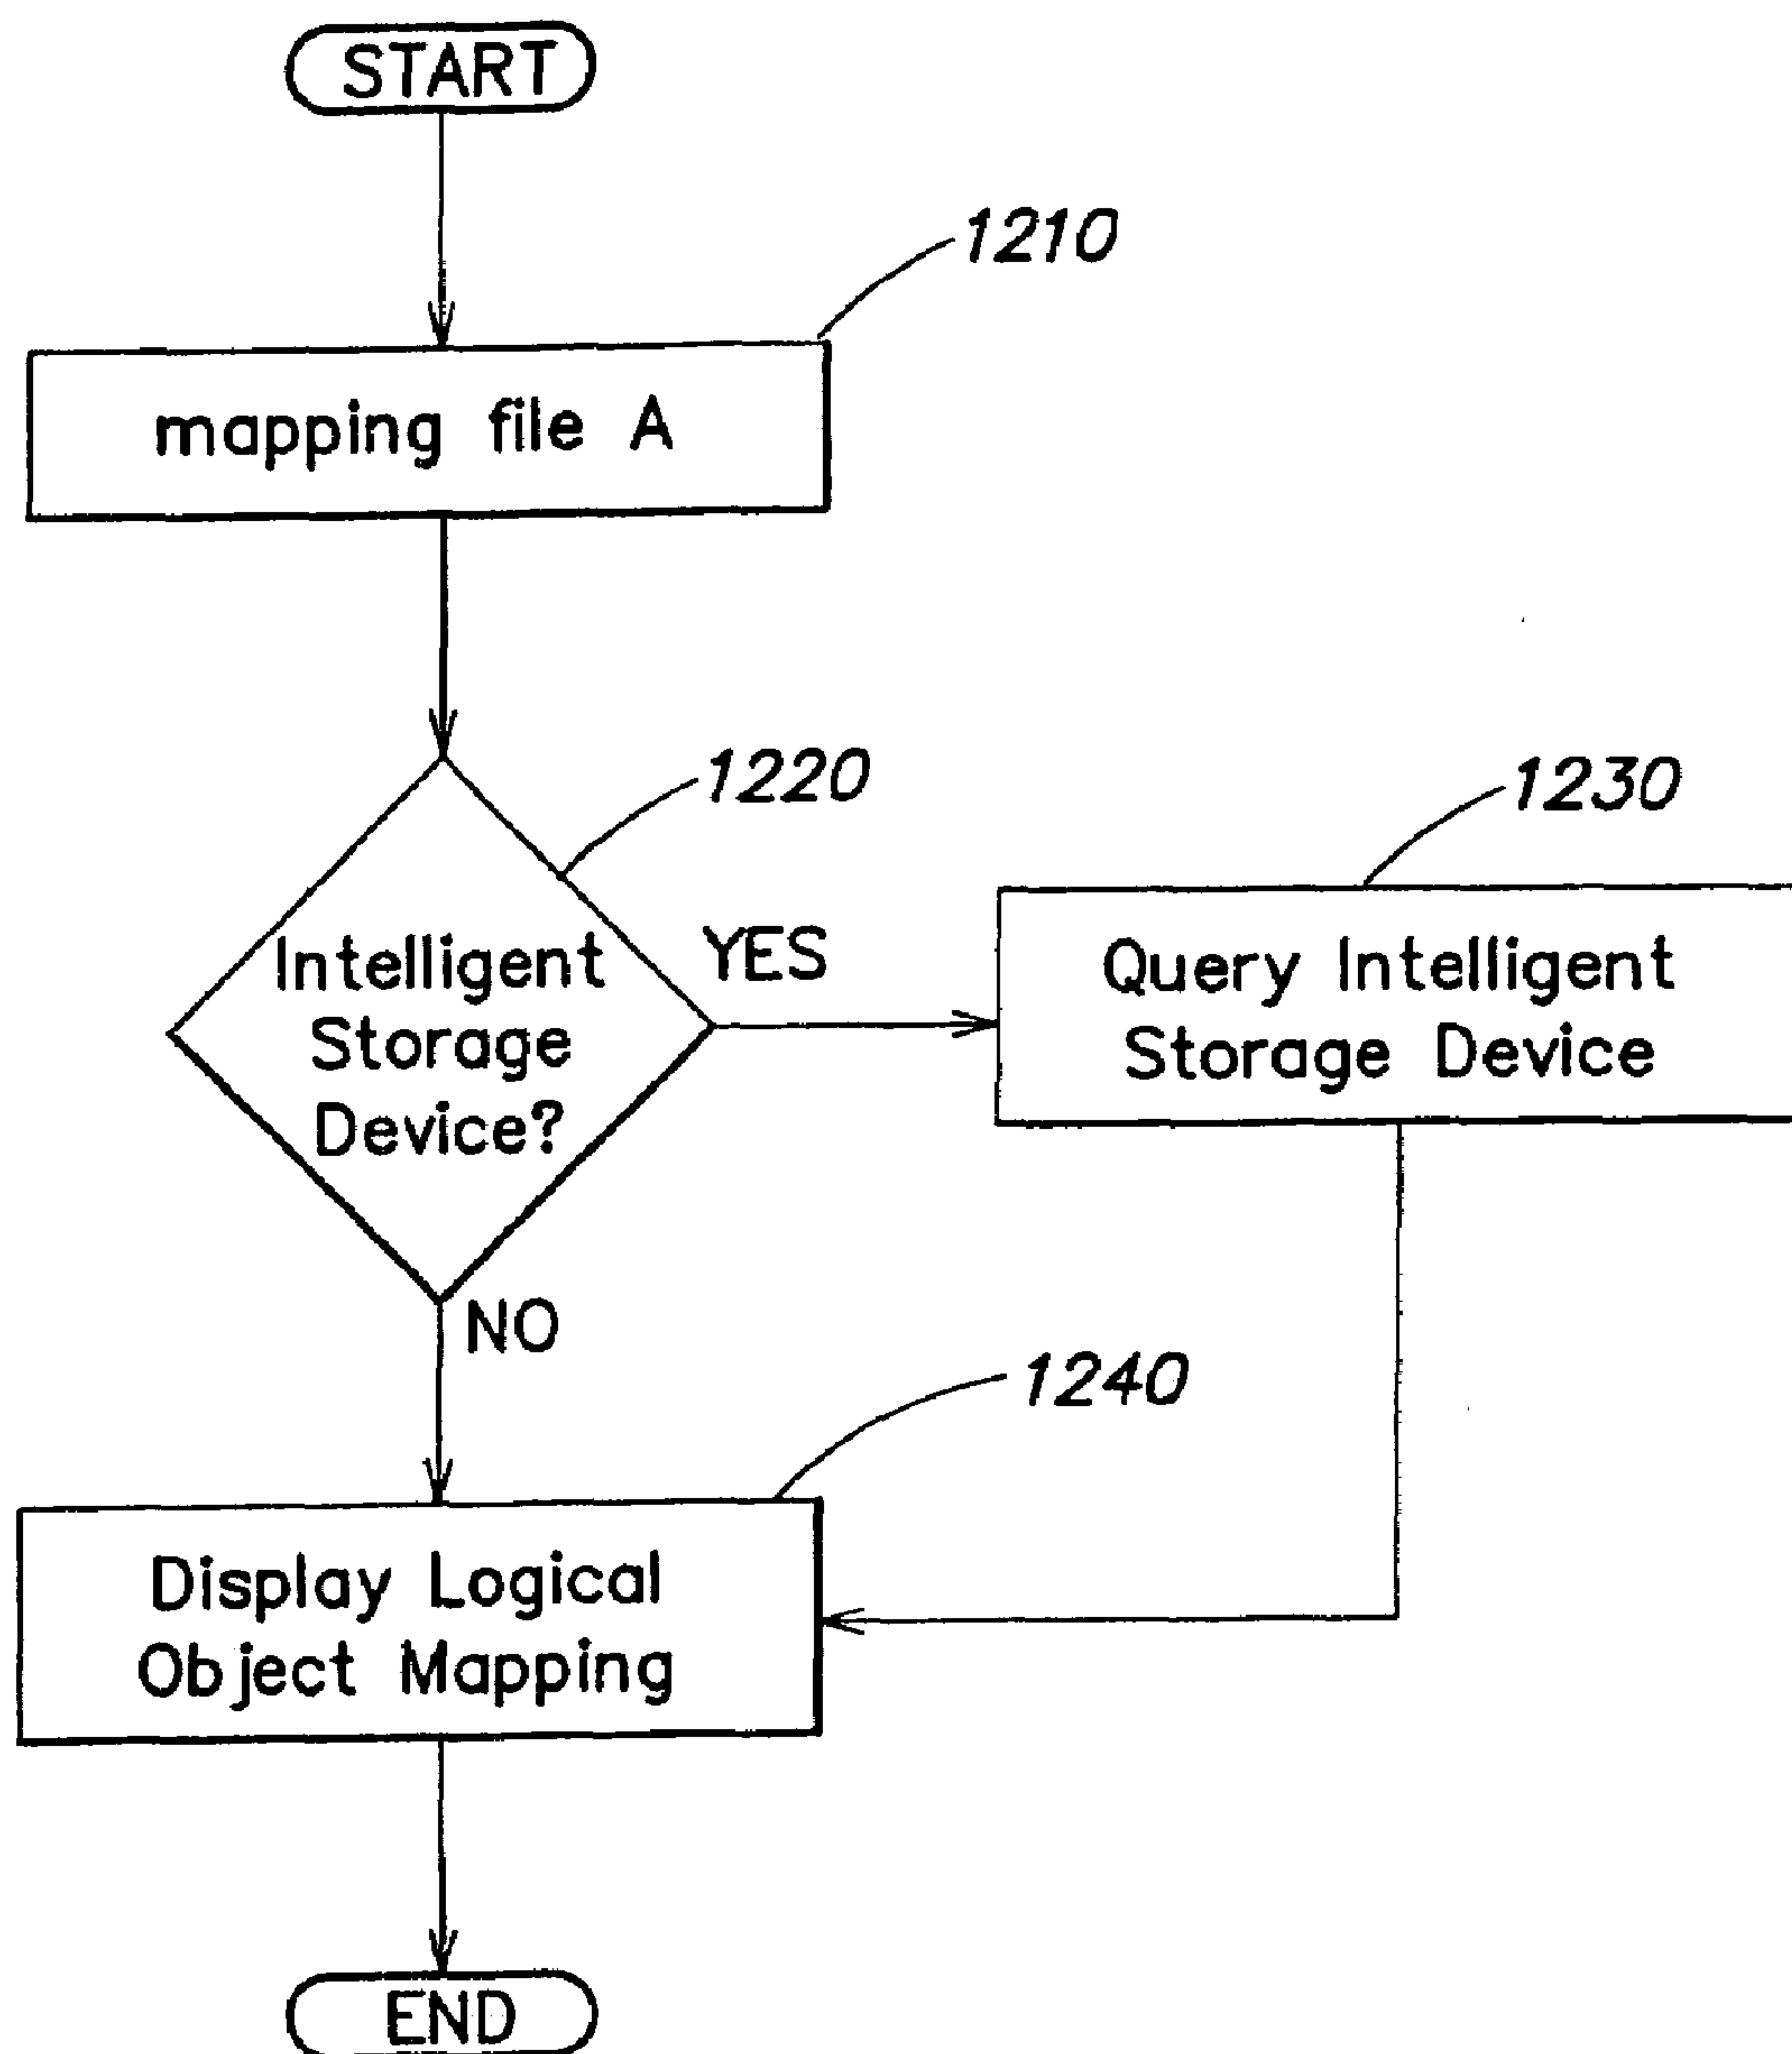 START
1210
mapping file A
1220
1230
Intelligent
Storage
Device?
YES
Query Intelligent
Storage Device
NO
1240
Display Logical
Object Mapping
END